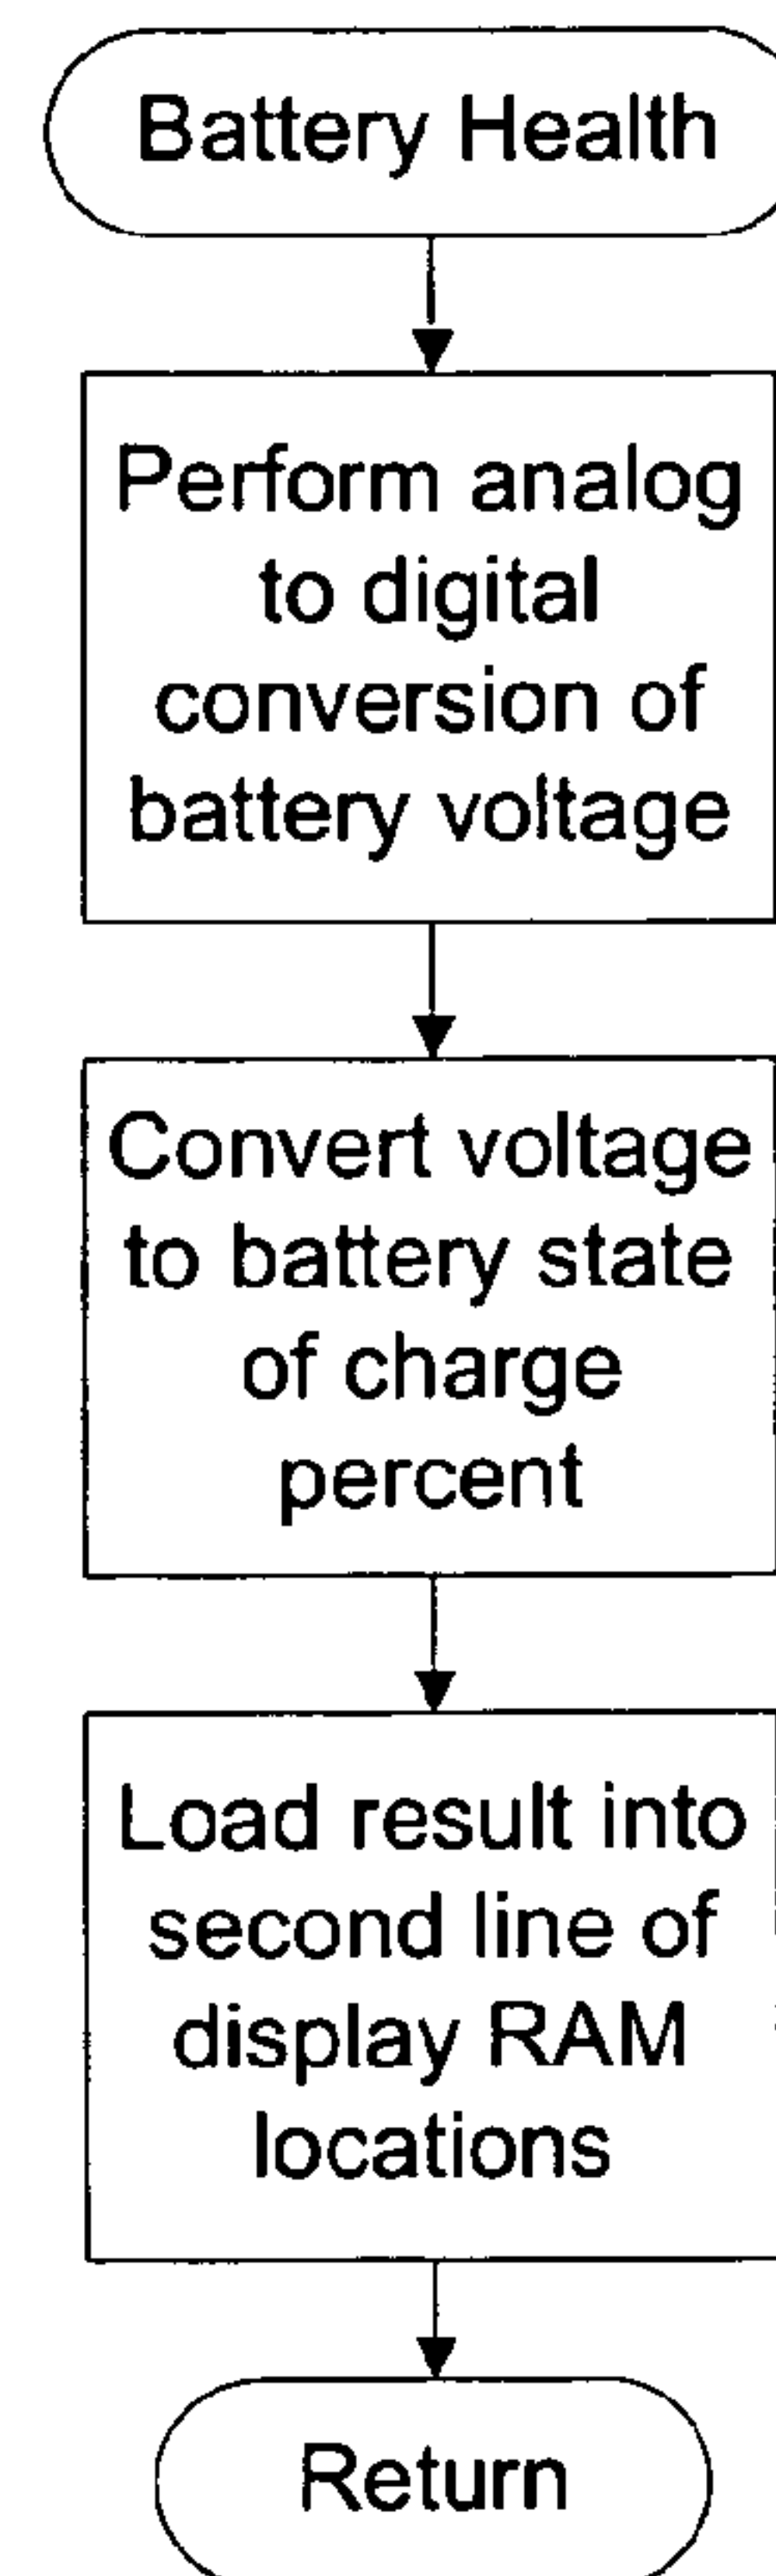 Battery Health
Perform analog
to digital
conversion of
battery voltage
Convert voltage
to battery state
of charge
percent
Load result into
second line of
display RAM
locations
Return